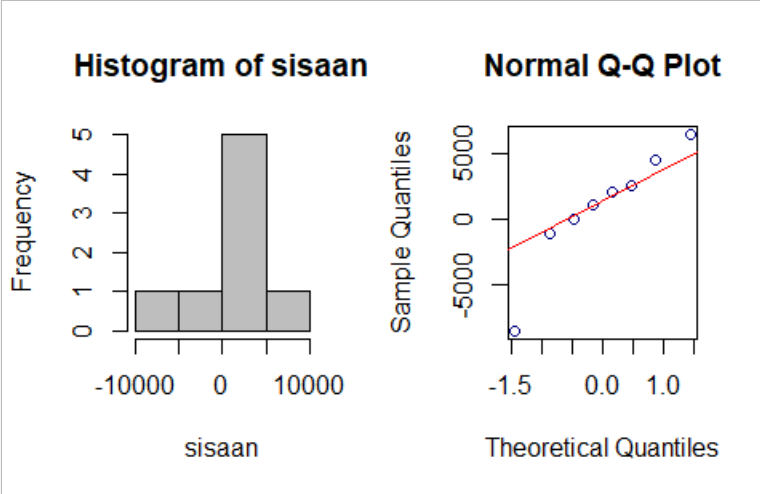 Histogram of sisaan
Frequency
0 1 2 3 4 5
-10000 0 10000
sisaan
Normal Q-Q Plot
Sample Quantiles
-5000 0 5000
-1.5 0.0 1.0
Theoretical Quantiles